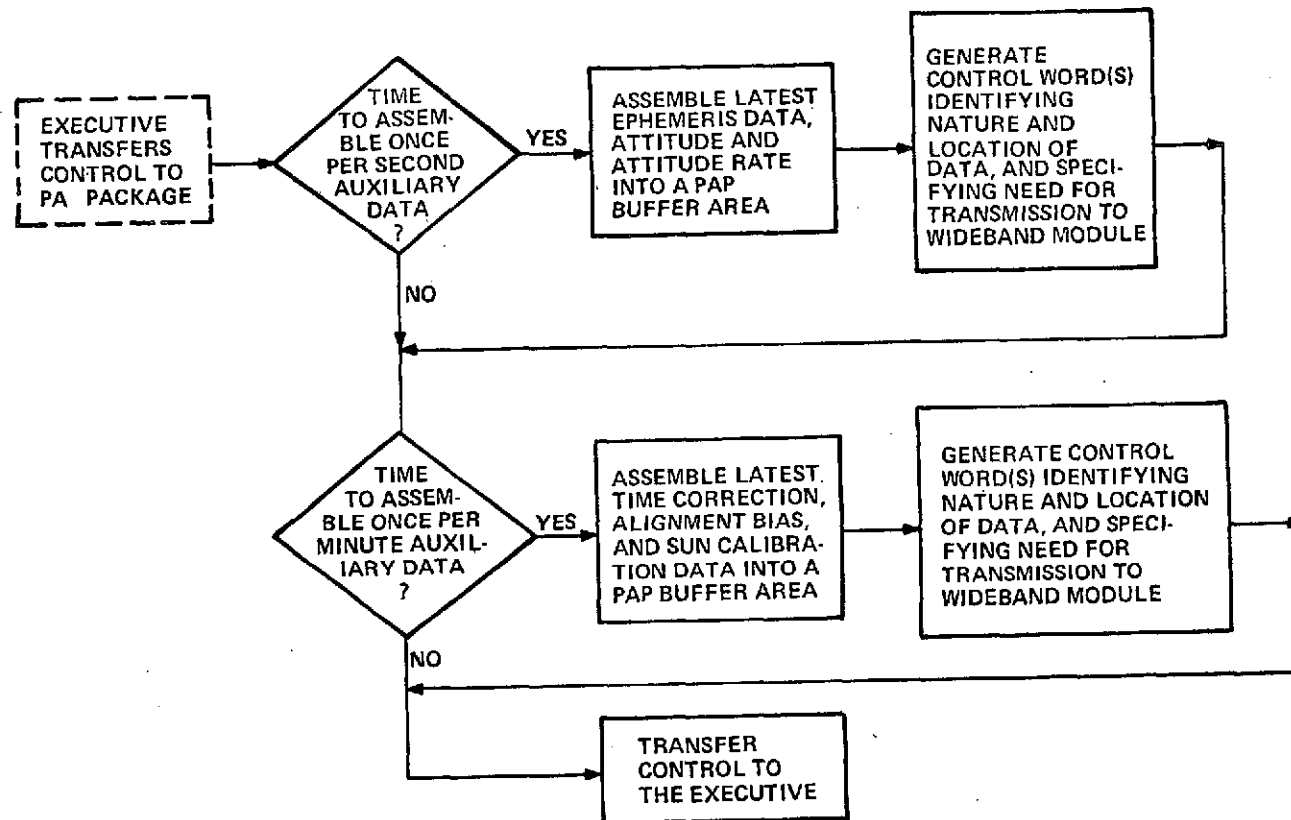 EXECUTIVE
TRANSFERS
CONTROL TO
PA PACKAGE
TIME
TO ASSEM-
BLE ONCE
PER SECOND
AUXILIARY
DATA
?
YES
NO
ASSEMBLE LATEST
EPHEMERIS DATA,
ATTITUDE AND
ATTITUDE RATE
INTO A PAP
BUFFER AREA
GENERATE
CONTROL WORD(S)
IDENTIFYING
NATURE AND
LOCATION OF
DATA, AND SPECI-
FYING NEED FOR
TRANSMISSION TO
WIDEBAND MODULE
TIME
TO ASSEM-
BLE ONCE PER
MINUTE AUXIL-
IARY DATA
?
YES
NO
ASSEMBLE LATEST
TIME CORRECTION,
ALIGNMENT BIAS,
AND SUN CALIBRA-
TION DATA INTO A
PAP BUFFER AREA
GENERATE CONTROL
WORD(S) IDENTIFYING
NATURE AND LOCATION
OF DATA, AND SPECI-
FYING NEED FOR
TRANSMISSION TO
WIDEBAND MODULE
TRANSFER
CONTROL TO
THE EXECUTIVE